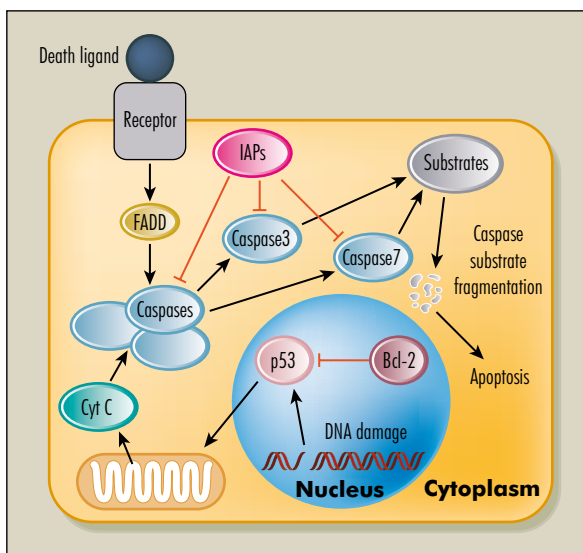 Death ligand
Receptor
IAPs
Substrates
FADD
Caspase3
Caspase7
Caspase
substrate
fragmentation
Caspases
p53
Bcl-2
Apoptosis
Cyt C
DNA damage
Nucleus
Cytoplasm